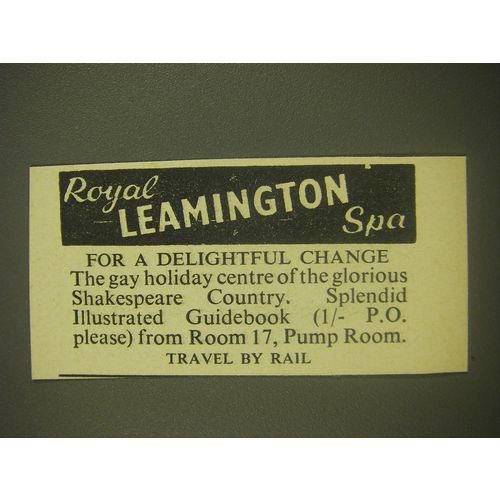 Royal
LEAMINGTON
Spa
FOR A DELIGHTFUL CHANGE
The gay holiday centre of the glorious
Shakespeare Country. Splendid
Illustrated Guidebook (1/- P.O.
please) from Room 17, Pump Room.
TRAVEL BY RAIL